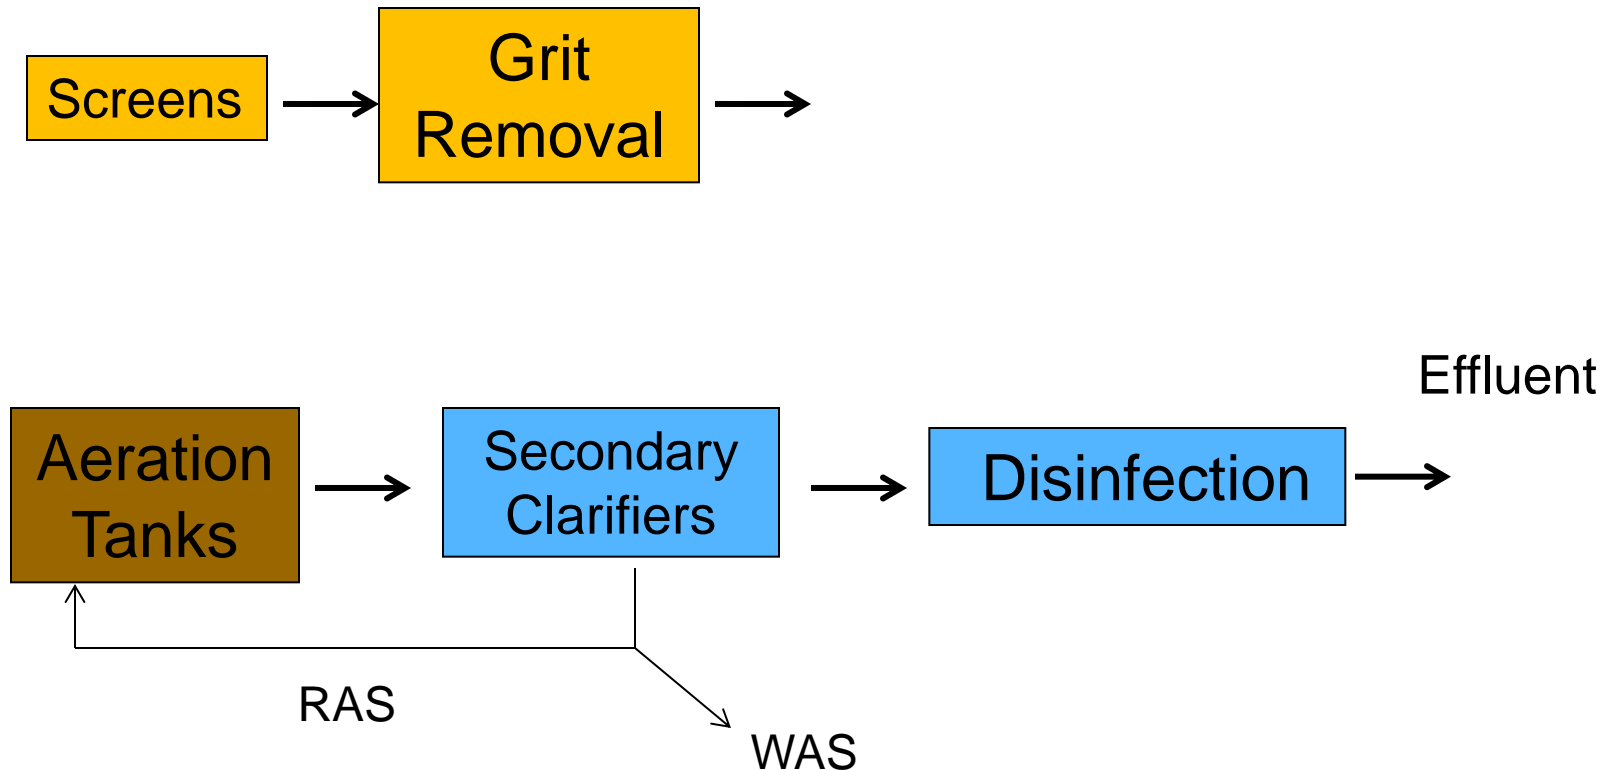 Screens
Grit
Removal
Effluent
Aeration
Tanks
Secondary
Clarifiers
Disinfection
RAS
WAS